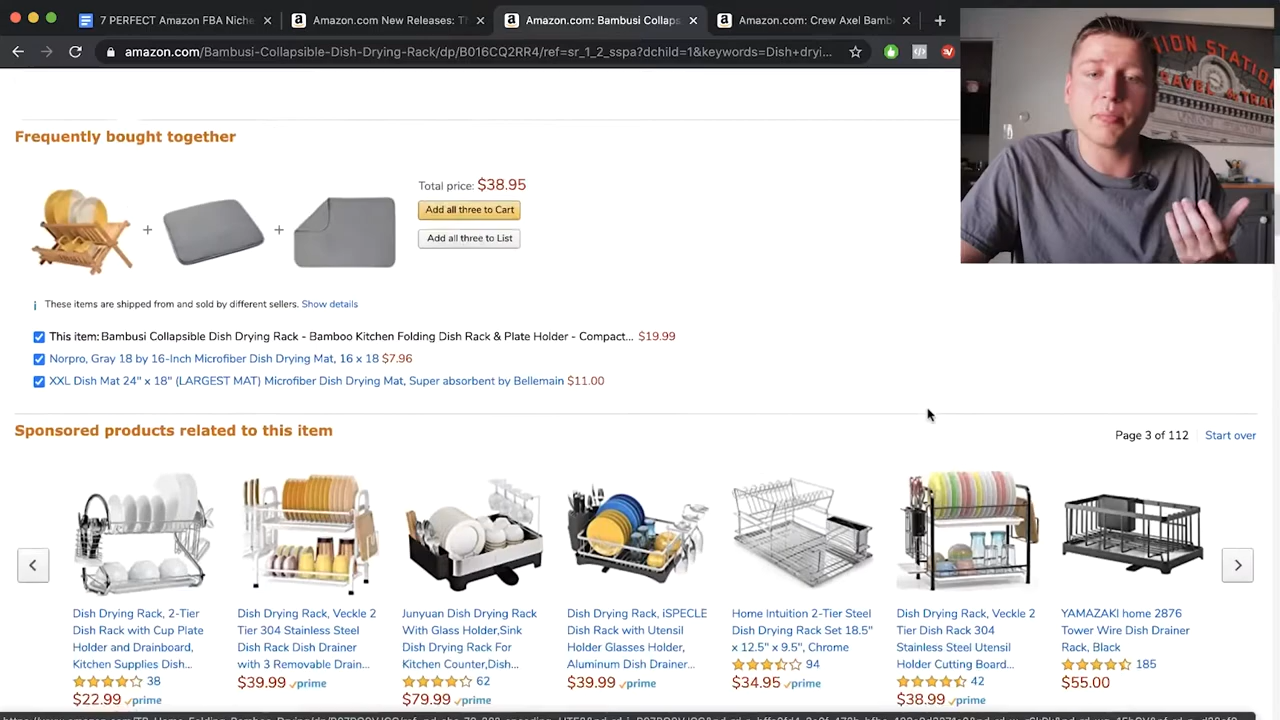 7 PERFECT Amazon FBA Niche
Amazon.com New Releases: Th
Amazon.com: Bambusi Collaps
Amazon.com: Crew Axel Bamb
amazon.com/Bambusi-Collapsible-Dish-Drying-Rack/dp/B016CQ2RR4/ref=sr_1_2_sspa?dchild=1&keywords=Dish+dryi...
UNION STATION
TRAVEL & TRAI
Frequently bought together
Total price: $38.95
Add all three to Cart
Add all three to List
These items are shipped from and sold by different sellers. Show details
This item: Bambusi Collapsible Dish Drying Rack - Bamboo Kitchen Folding Dish Rack & Plate Holder - Compact... $19.99
Norpro, Gray 18 by 16-Inch Microfiber Dish Drying Mat, 16 x 18 $7.96
XXL Dish Mat 24" x 18" (LARGEST MAT) Microfiber Dish Drying Mat, Super absorbent by Bellemain $11.00
Sponsored products related to this item
Page 3 of 112
Start over
Dish Drying Rack, 2-Tier
Dish Rack with Cup Plate
Holder and Drainboard,
Kitchen Supplies Dish...
38
$22.99 prime
Dish Drying Rack, Veckle 2
Tier 304 Stainless Steel
Dish Rack Dish Drainer
with 3 Removable Drain...
$39.99 prime
Junyuan Dish Drying Rack
With Glass Holder,Sink
Dish Drying Rack For
Kitchen Counter,Dish...
62
$79.99 prime
Dish Drying Rack, iSPECLE
Dish Rack with Utensil
Holder Glasses Holder,
Aluminum Dish Drainer...
$39.99 prime
Home Intuition 2-Tier Steel
Dish Drying Rack Set 18.5"
x 12.5" x 9.5", Chrome
94
$34.95 prime
Dish Drying Rack, Veckle 2
Tier Dish Rack 304
Stainless Steel Utensil
Holder Cutting Board...
42
$38.99 prime
YAMAZAKI home 2876
Tower Wire Dish Drainer
Rack, Black
185
$55.00